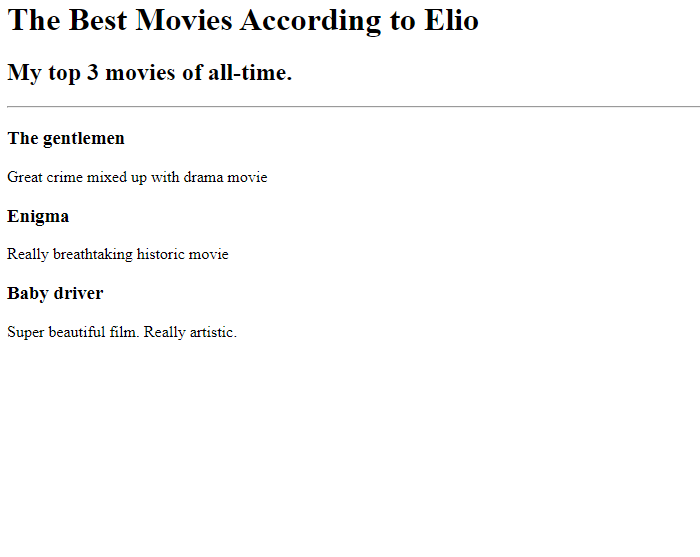 The Best Movies According to Elio
My top 3 movies of all-time.
The gentlemen
Great crime mixed up with drama movie
Enigma
Really breathtaking historic movie
Baby driver
Super beautiful film. Really artistic.